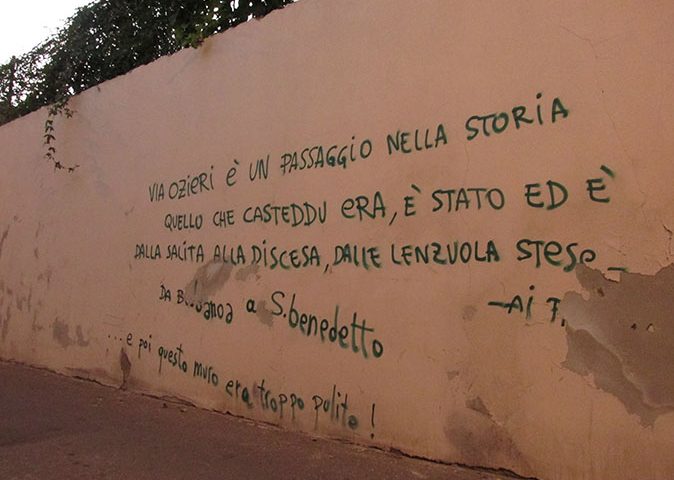 VIA OZIERI È UN PASSAGGIO NELLA STORIA
QUELLO CHE CASTEDDU ERA, È STATO ED È
DALLA SALITA ALLA DISCESA, DALLE LENZUOLA STESE -
- AI
DA a S. benedetto
... e poi questo muro era troppo pulito !